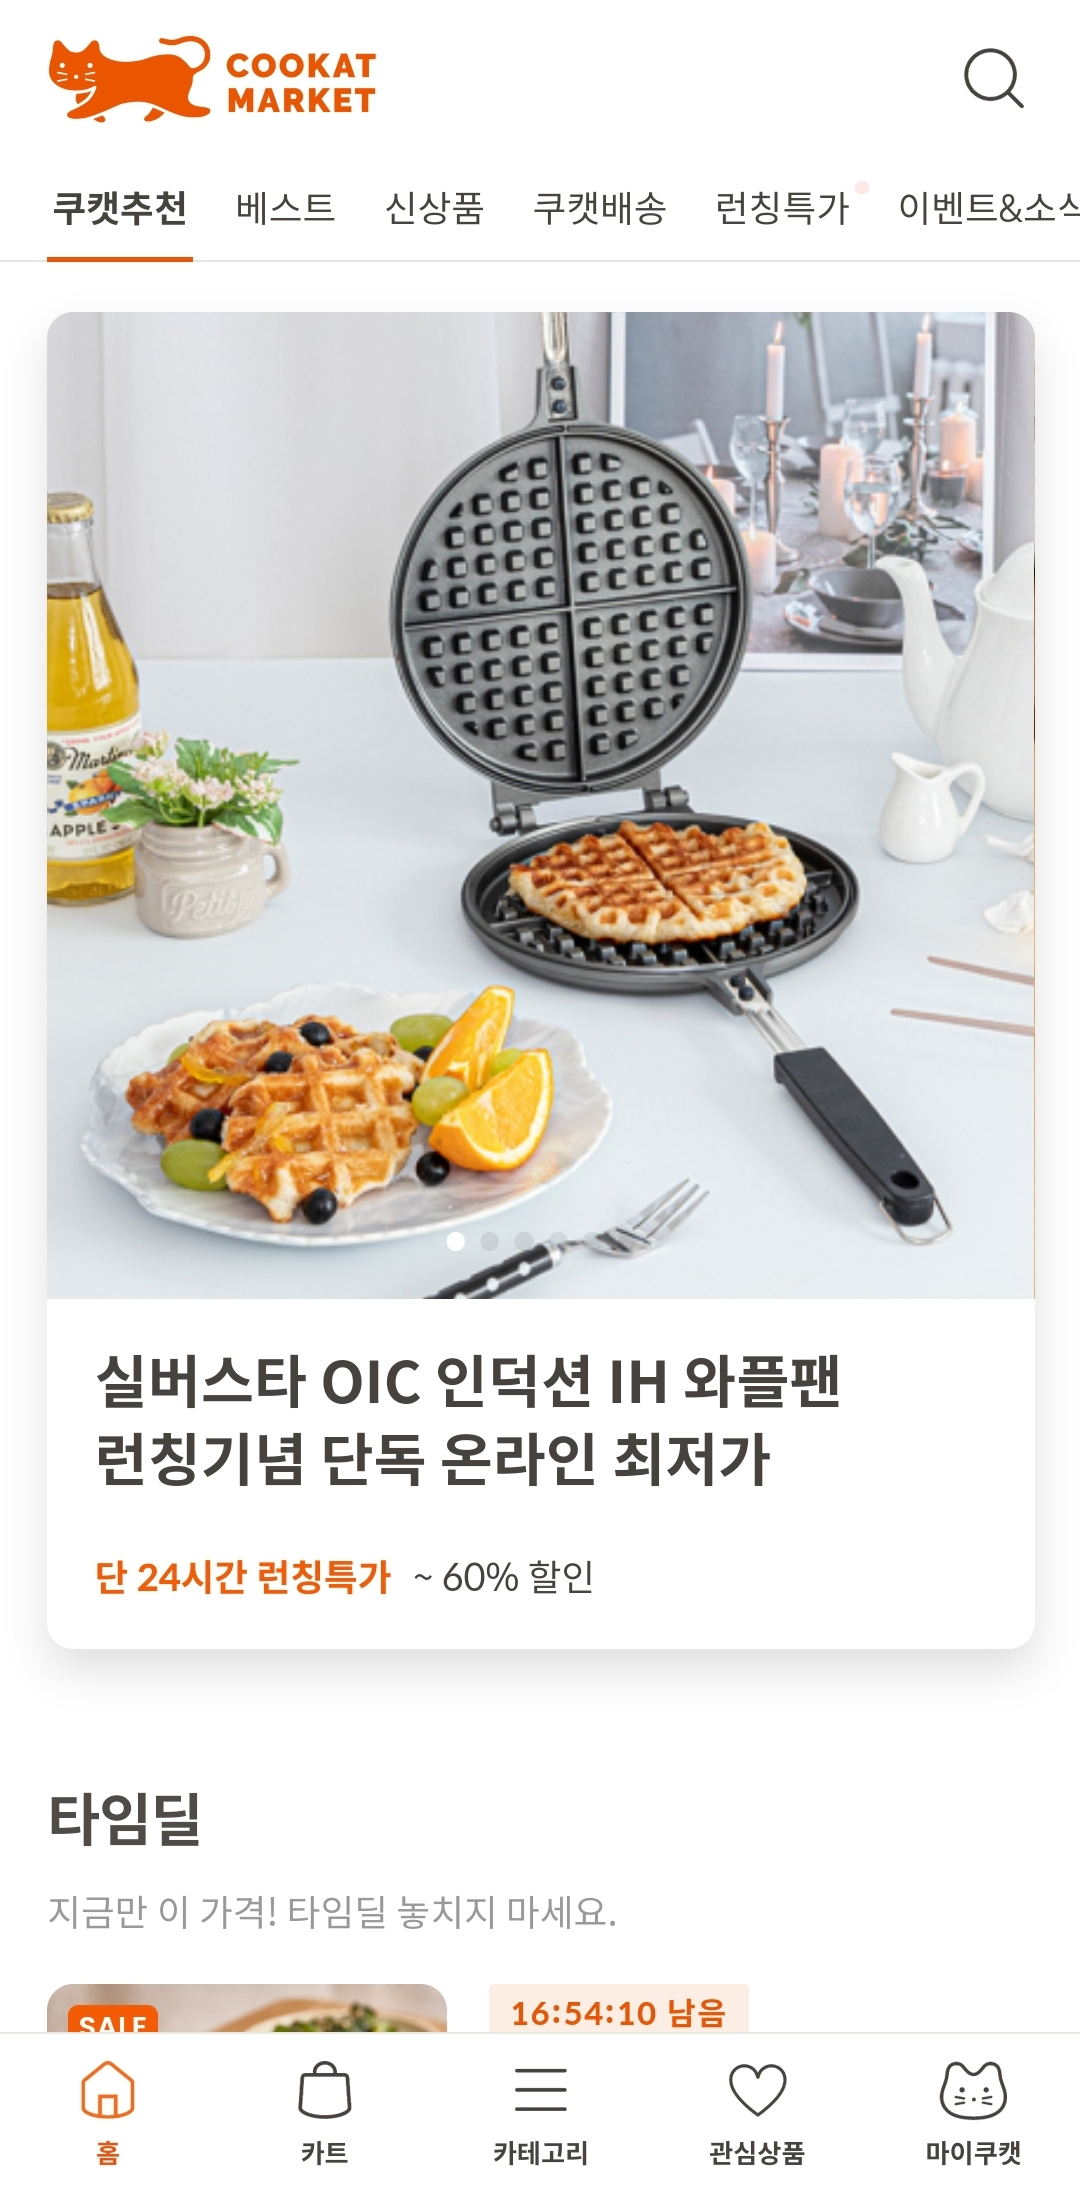 COOKAT
MARKET
쿠캣추천 베스트 신상품 쿠캣배송 런칭특가 이벤트&소식
Martine
APPLE
Petit
실버스타 OIC 인덕션 IH 와플팬
런칭기념 단독 온라인 최저가
단 24시간 런칭특가 ~ 60% 할인
타임딜
지금만 이 가격! 타임딜 놓치지 마세요.
SALE
16:54:10 남음
홈 카트 카테고리 관심상품 마이쿠캣